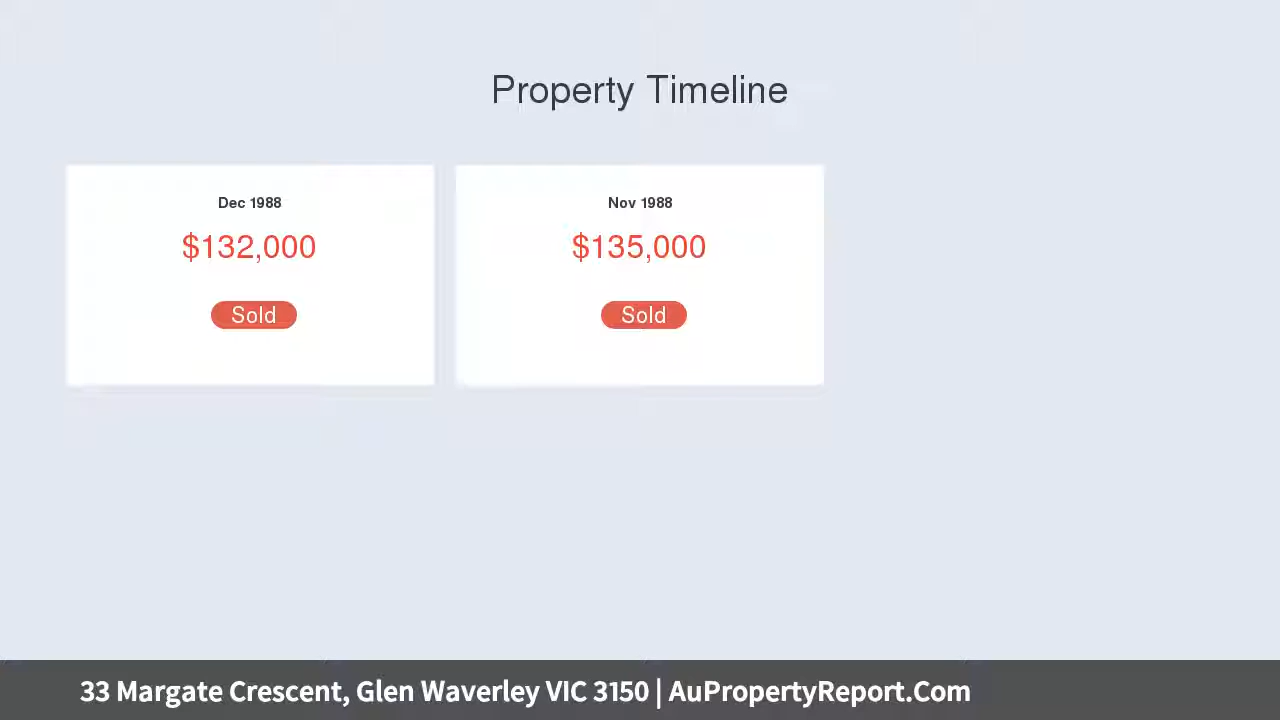 Property Timeline
Dec 1988
$132,000
Sold
Nov 1988
$135,000
Sold
33 Margate Crescent, Glen Waverley VIC 3150 | AuPropertyReport.Com